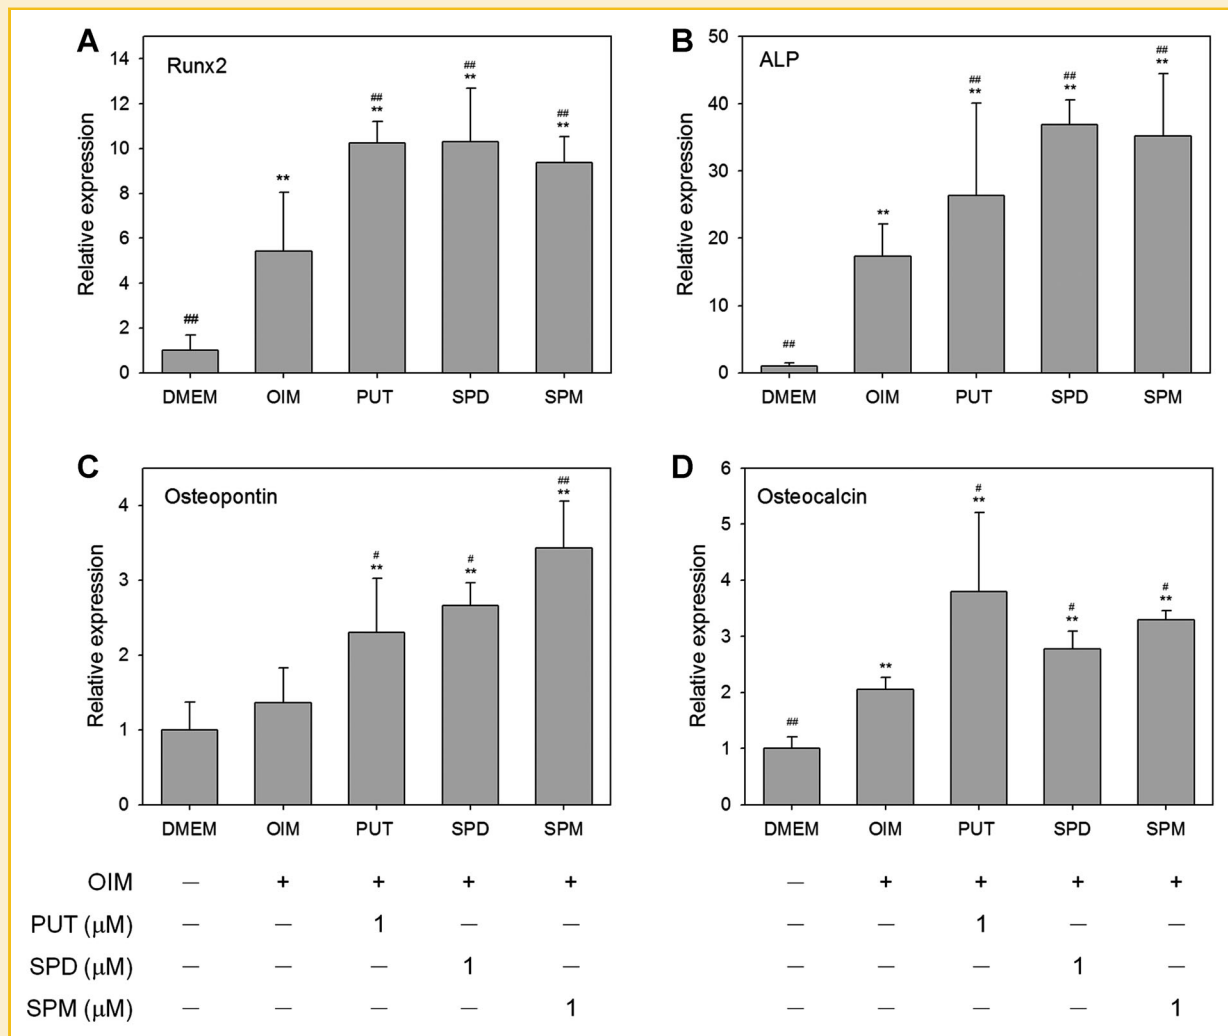 A
Runx2
Relative expression
14
12
10
8
6
4
2
0
##
**
##
**
##
**
##
**
DMEM OIM PUT SPD SPM
B
ALP
Relative expression
50
40
30
20
10
0
##
**
##
**
##
**
##
**
DMEM OIM PUT SPD SPM
C
Osteopontin
Relative expression
4
3
2
1
0
#
**
#
**
##
**
DMEM OIM PUT SPD SPM
D
Osteocalcin
Relative expression
6
5
4
3
2
1
0
##
**
#
**
#
**
#
**
DMEM OIM PUT SPD SPM
OIM — + + + + — + + + +
PUT (μM) — — 1 — — — — 1 — —
SPD (μM) — — — 1 — — — — 1 —
SPM (μM) — — — — 1 — — — — 1